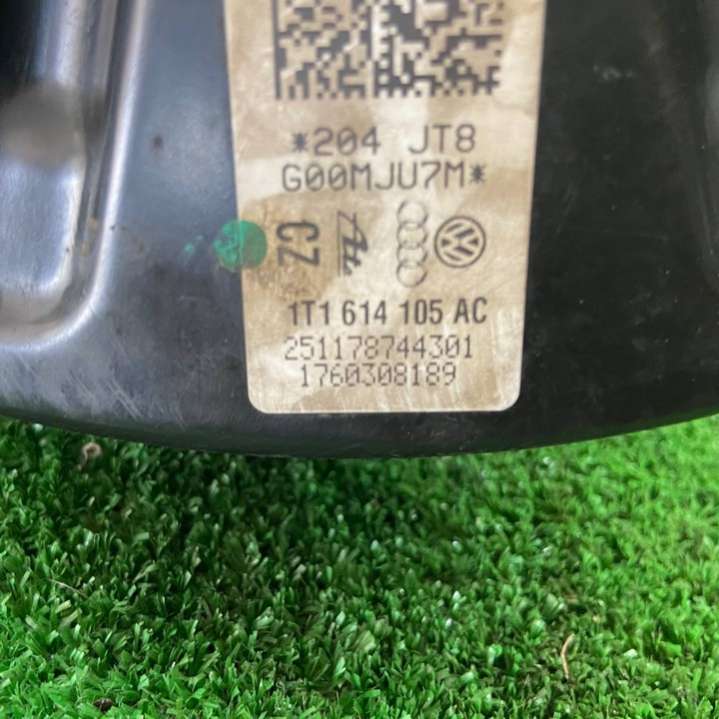 *204 JT8
G00MJU7M*
CZ
1T1 614 105 AC
251178744301
1760308189